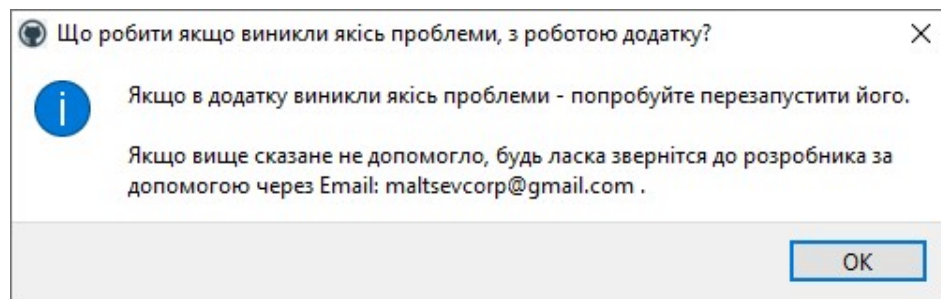 Що робити якщо виникли якісь проблеми, з роботою додатку?
Якщо в додатку виникли якісь проблеми - попробуйте перезапустити його.
Якщо вище сказане не допомогло, будь ласка звернітся до розробника за
допомогою через Email: maltsevcorp@gmail.com .
OK